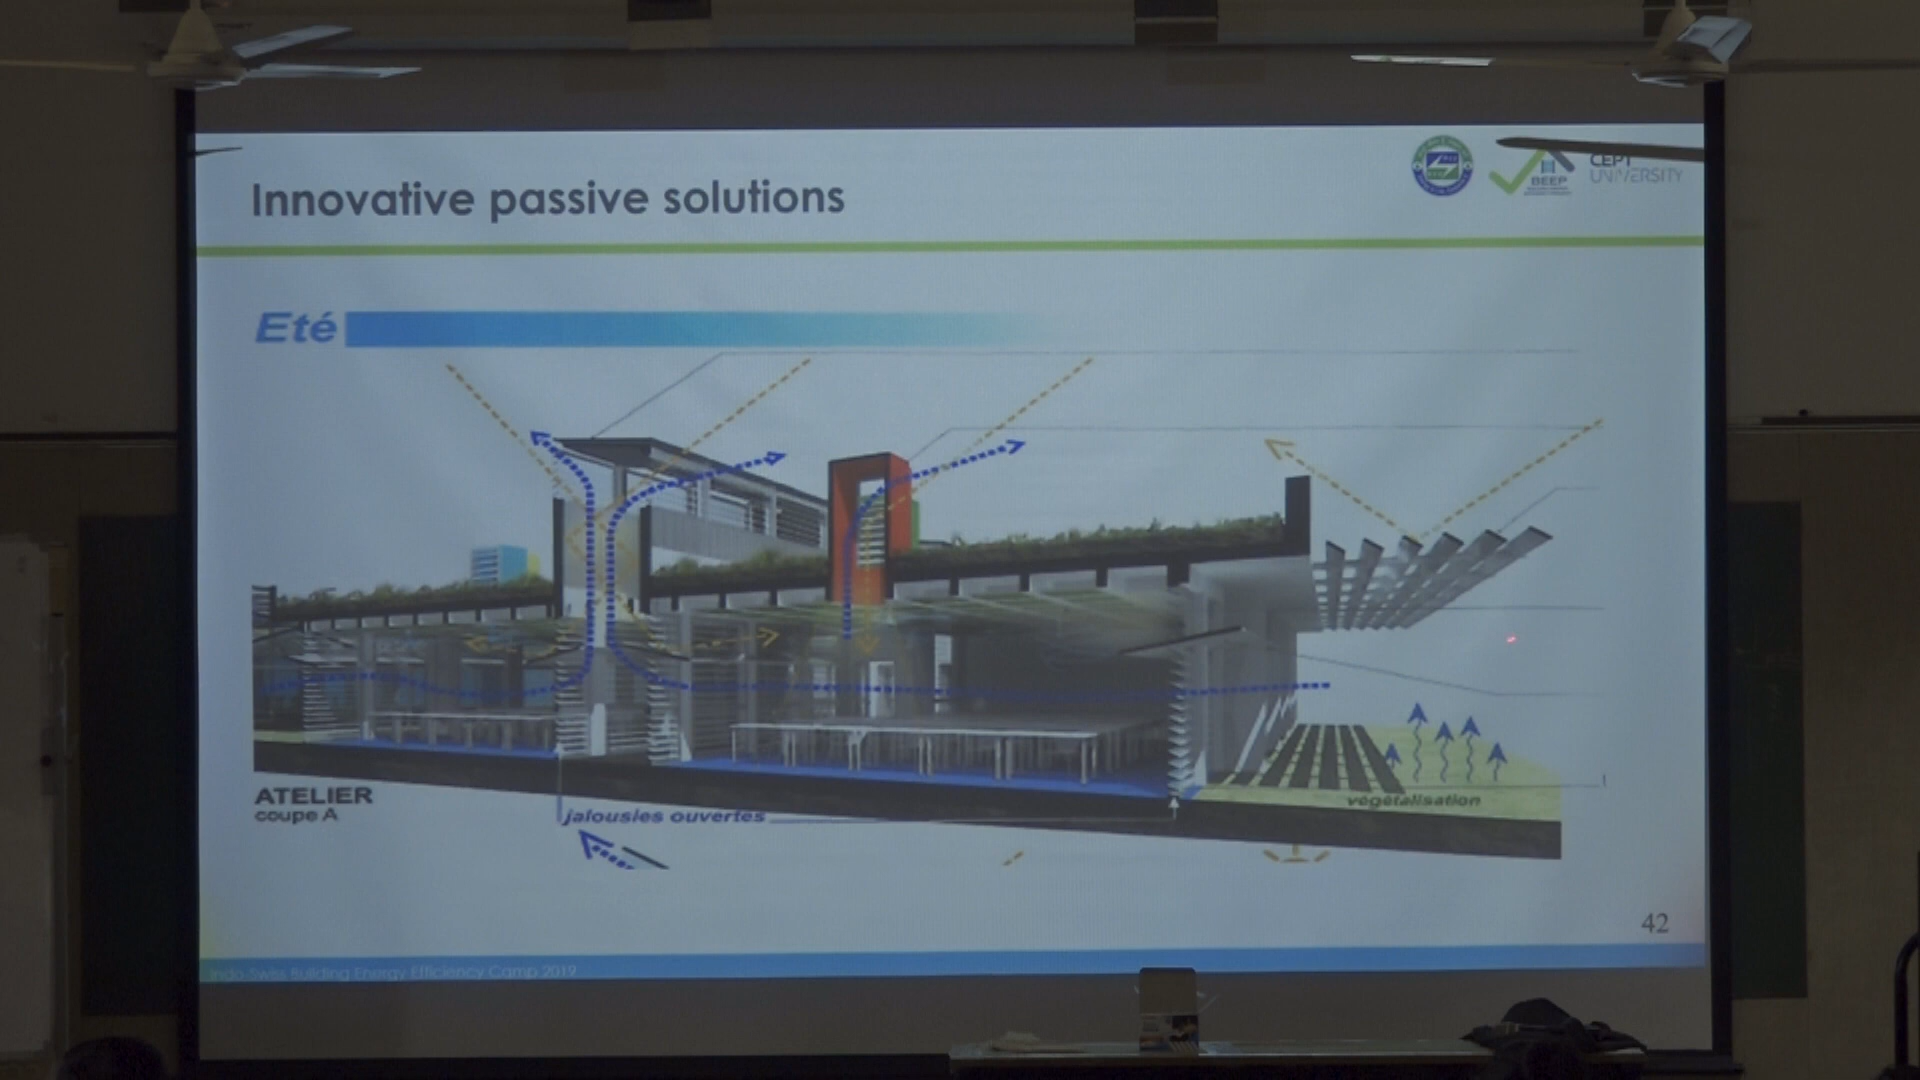 Innovative passive solutions
BEEP
CEPT
UNIVERSITY
Eté
ATELIER
coupe A
jalousies ouvertes
végétalisation
42
Indo-Swiss Building Energy Efficiency Camp 2019